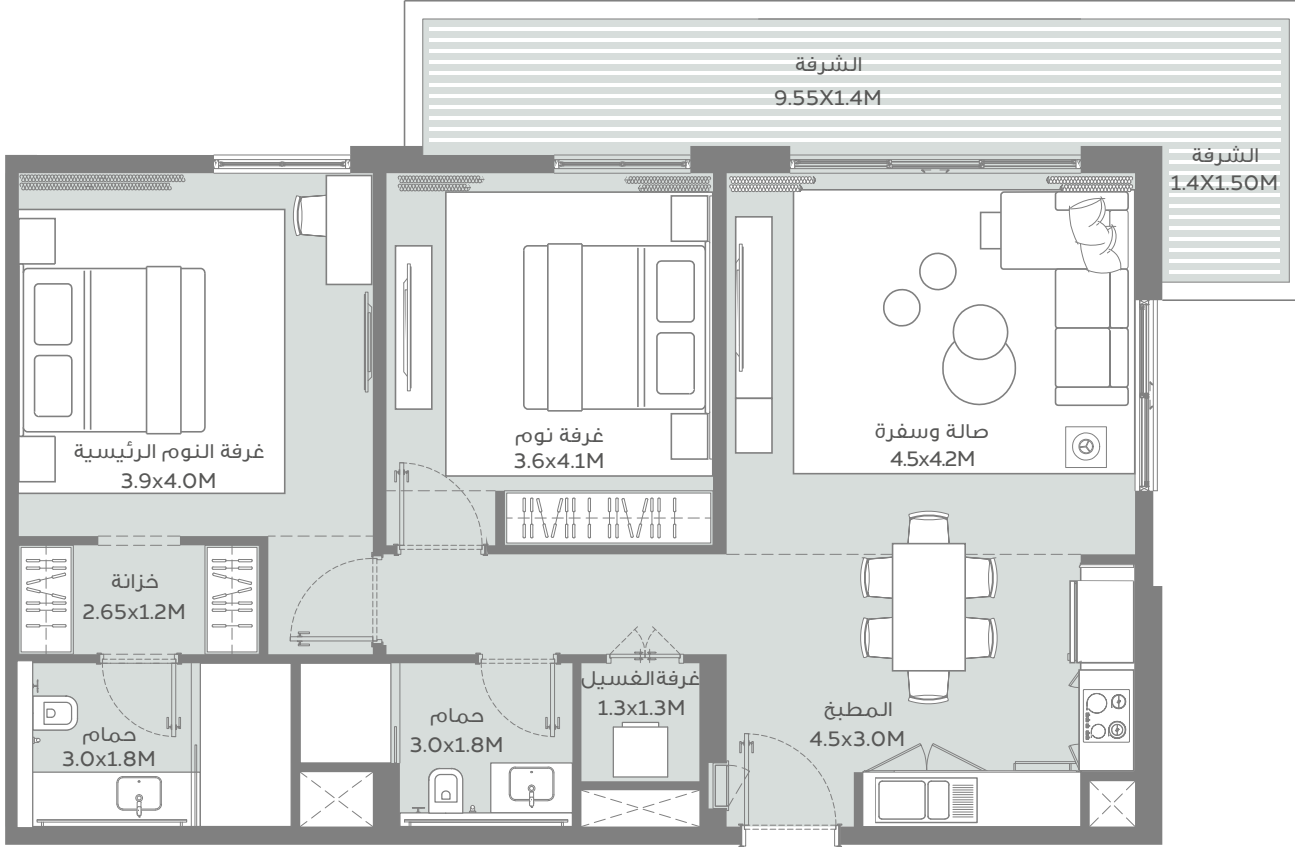 الشرفة
9.55X1.4M
الشرفة
1.4X1.50M
صالة وسفرة
4.5x4.2M
غرفة نوم
3.6x4.1M
غرفة النوم الرئيسية
3.9x4.0M
خزانة
2.65x1.2M
غرفة الغسيل
1.3x1.3M
المطبخ
4.5x3.0M
حمام
3.0x1.8M
حمام
3.0x1.8M